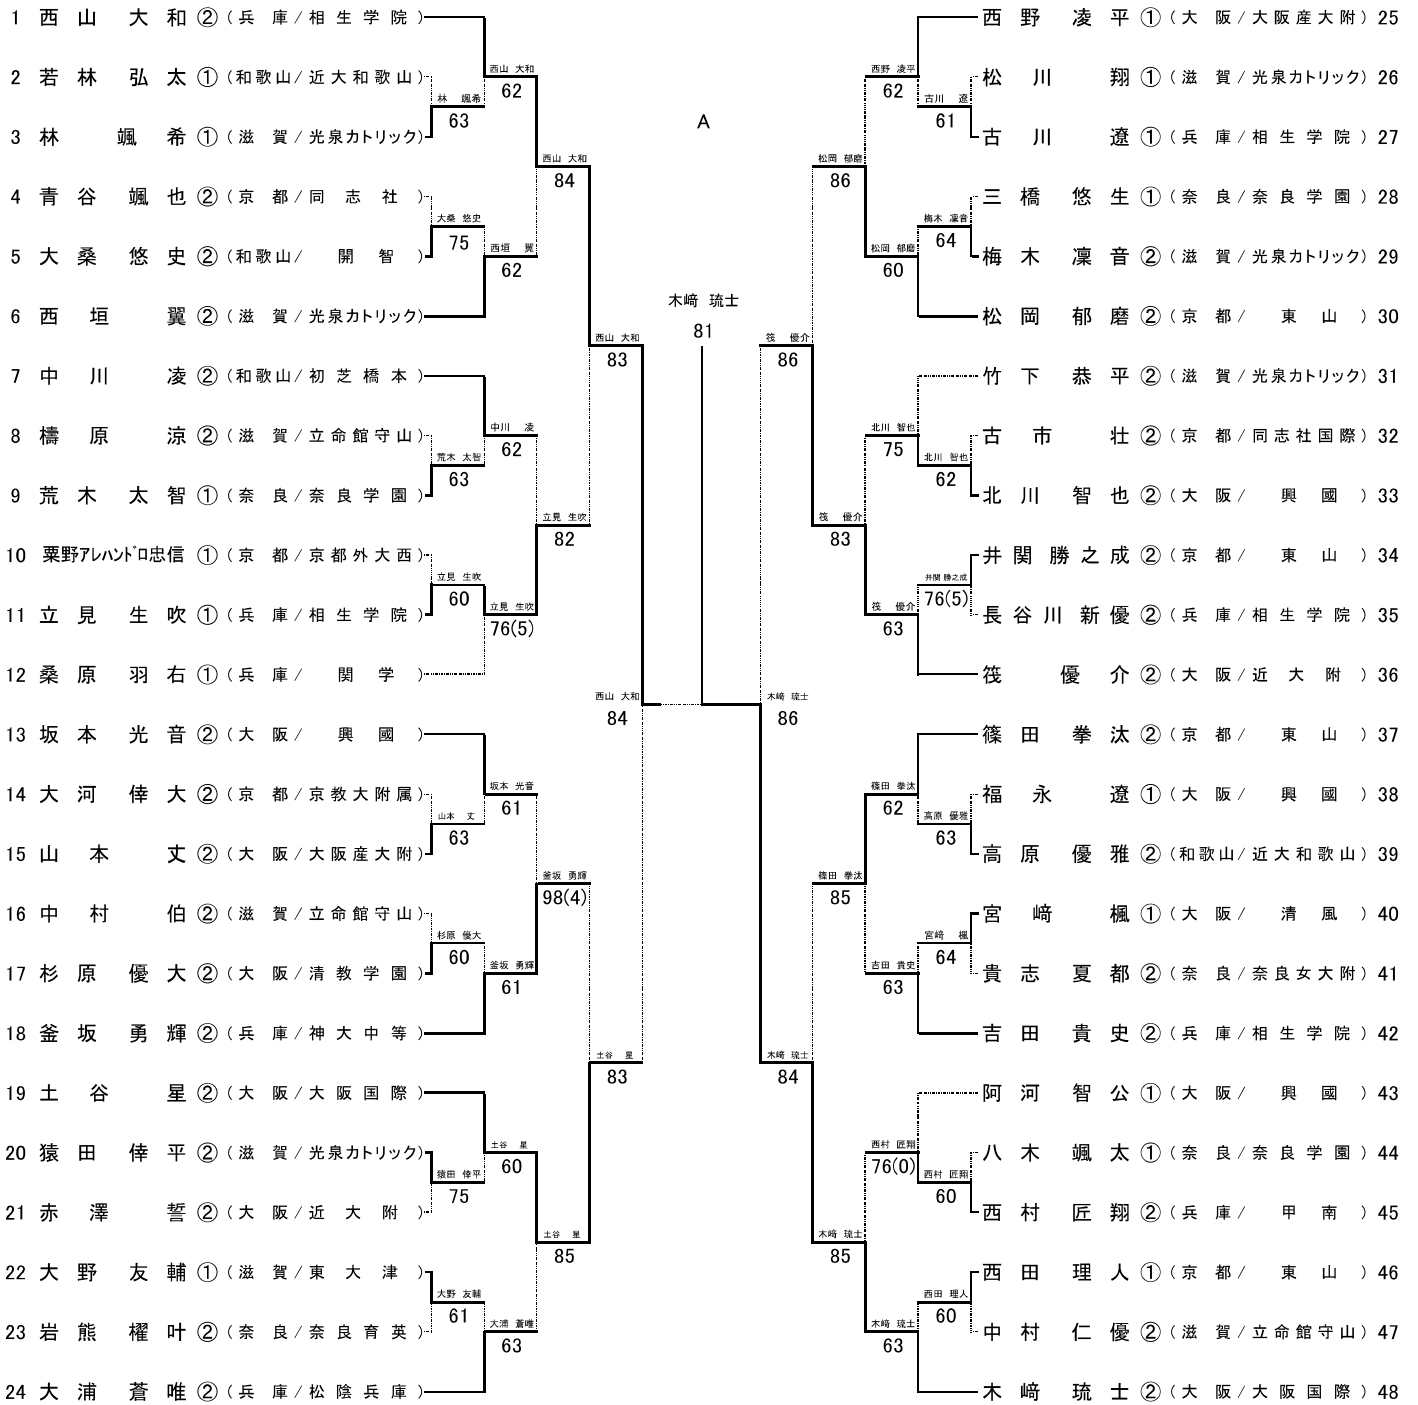 1 西山 大和 ② (兵庫/相生学院)
西山 大和
62
2 若林 弘太 ① (和歌山/近大和歌山)
林 颯希
63
3 林 颯希 ① (滋賀/光泉カトリック)
西山 大和
84
4 青谷 颯也 ② (京都/同志社)
大桑 悠史
75
5 大桑 悠史 ② (和歌山/開智)
西垣 翼
62
6 西垣 翼 ② (滋賀/光泉カトリック)
西山 大和
83
7 中川 凌 ② (和歌山/初芝橋本)
中川 凌
62
8 檮原 涼 ② (滋賀/立命館守山)
荒木 太智
63
9 荒木 太智 ① (奈良/奈良学園)
立見 生吹
82
10 粟野アレハンドロ忠信 ① (京都/京都外大西)
立見 生吹
60
11 立見 生吹 ① (兵庫/相生学院)
立見 生吹
76(5)
12 桑原 羽右 ① (兵庫/関学)
西山 大和
84
13 坂本 光音 ② (大阪/興國)
坂本 光音
61
14 大河 倖大 ② (京都/京教大附属)
山本 丈
63
15 山本 丈 ② (大阪/大阪産大附)
釜坂 勇輝
98(4)
16 中村 伯 ② (滋賀/立命館守山)
杉原 優大
60
17 杉原 優大 ② (大阪/清教学園)
釜坂 勇輝
61
18 釜坂 勇輝 ② (兵庫/神大中等)
土谷 星
83
19 土谷 星 ② (大阪/大阪国際)
土谷 星
60
20 猿田 倖平 ② (滋賀/光泉カトリック)
猿田 倖平
75
21 赤澤 誓 ② (大阪/近大附)
土谷 星
85
22 大野 友輔 ① (滋賀/東大津)
大野 友輔
61
23 岩熊 櫂叶 ② (奈良/奈良育英)
大浦 蒼唯
63
24 大浦 蒼唯 ② (兵庫/松陰兵庫)
A
木﨑 琉士
81
西野 凌平 ① (大阪/大阪産大附) 25
西野 凌平
62
松川 翔 ① (滋賀/光泉カトリック) 26
古川 遼
61
古川 遼 ① (兵庫/相生学院) 27
松岡 郁磨
86
三橋 悠生 ① (奈良/奈良学園) 28
梅木 凜音
64
梅木 凜音 ② (滋賀/光泉カトリック) 29
松岡 郁磨
60
松岡 郁磨 ② (京都/東山) 30
筏 優介
86
竹下 恭平 ② (滋賀/光泉カトリック) 31
北川 智也
75
古市 壮 ② (京都/同志社国際) 32
北川 智也
62
北川 智也 ② (大阪/興國) 33
筏 優介
83
井関 勝之成 ② (京都/東山) 34
井関 勝之成
76(5)
長谷川 新優 ② (兵庫/相生学院) 35
筏 優介
63
筏 優介 ② (大阪/近大附) 36
木﨑 琉士
86
篠田 拳汰 ② (京都/東山) 37
篠田 拳汰
62
福永 遼 ① (大阪/興國) 38
高原 優雅
63
高原 優雅 ② (和歌山/近大和歌山) 39
篠田 拳汰
85
宮﨑 楓 ① (大阪/清風) 40
宮﨑 楓
64
貴志 夏都 ② (奈良/奈良女大附) 41
吉田 貴史
63
吉田 貴史 ② (兵庫/相生学院) 42
木﨑 琉士
84
阿河 智公 ① (大阪/興國) 43
西村 匠翔
76(0)
八木 颯太 ① (奈良/奈良学園) 44
西村 匠翔
60
西村 匠翔 ② (兵庫/甲南) 45
木﨑 琉士
85
西田 理人 ① (京都/東山) 46
西田 理人
60
中村 仁優 ② (滋賀/立命館守山) 47
木﨑 琉士
63
木﨑 琉士 ② (大阪/大阪国際) 48